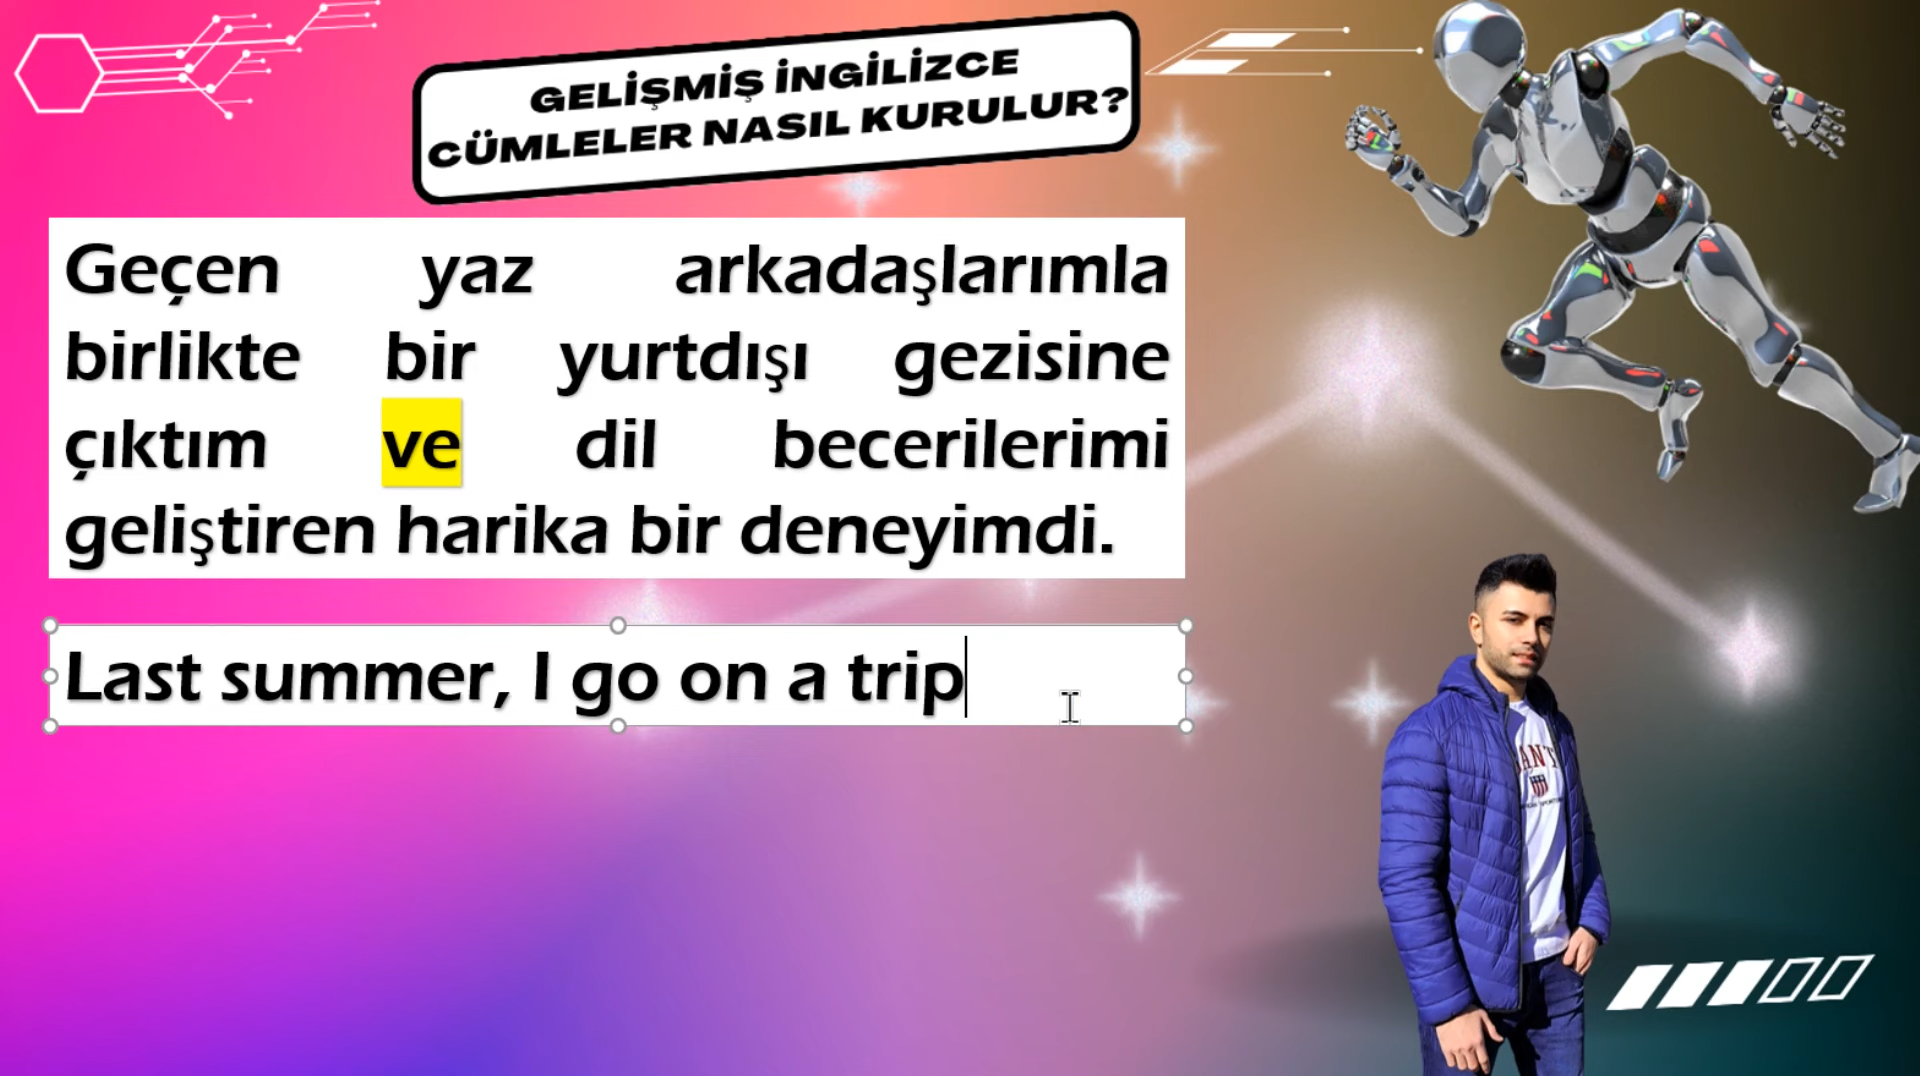 GELİŞMİŞ İNGİLİZCE
CÜMLELER NASIL KURULUR?
Geçen yaz arkadaşlarımla
birlikte bir yurtdışı gezisine
çıktım ve dil becerilerimi
geliştiren harika bir deneyimdi.
Last summer, I go on a trip